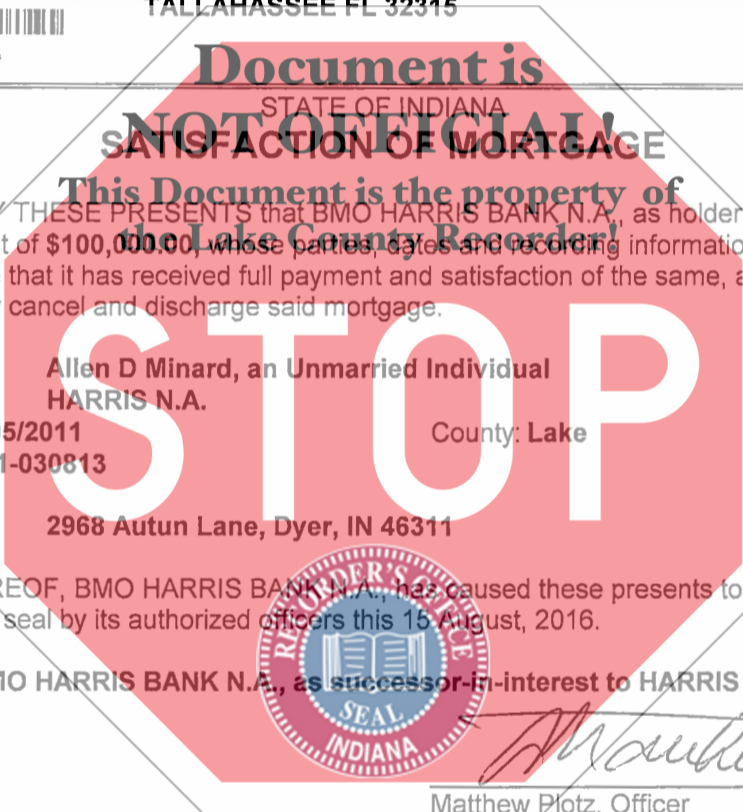 TALLAHASSEE FL 32315
Document is
STATE OF INDIANA
NOT OFFICIAL!
SATISFACTION OF MORTGAGE
This Document is the property of
THESE PRESENTS that BMO HARRIS BANK N.A., as holder
the Lake County Recorder!
t of $100,000.00, whose parties, dates and recording informatio
that it has received full payment and satisfaction of the same, a
cancel and discharge said mortgage.
STOP
Allen D Minard, an Unmarried Individual
HARRIS N.A.
5/2011 County: Lake
1-030813
2968 Autun Lane, Dyer, IN 46311
REOF, BMO HARRIS BANK N.A., has caused these presents to
seal by its authorized officers this 15 August, 2016.
RECORDER'S OFFICE
SEAL
INDIANA
MO HARRIS BANK N.A., as successor-in-interest to HARRIS
Matthew Plotz, Officer